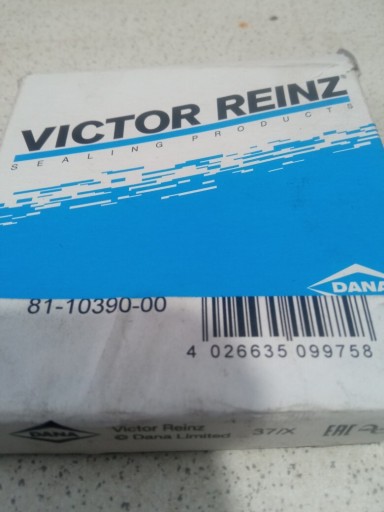 VICTOR REINZ®
SEALING PRODUCTS
DANA
81-10390-00
4 026635 099758
DANA Victor Reinz
© Dana Limited 37/X EAC